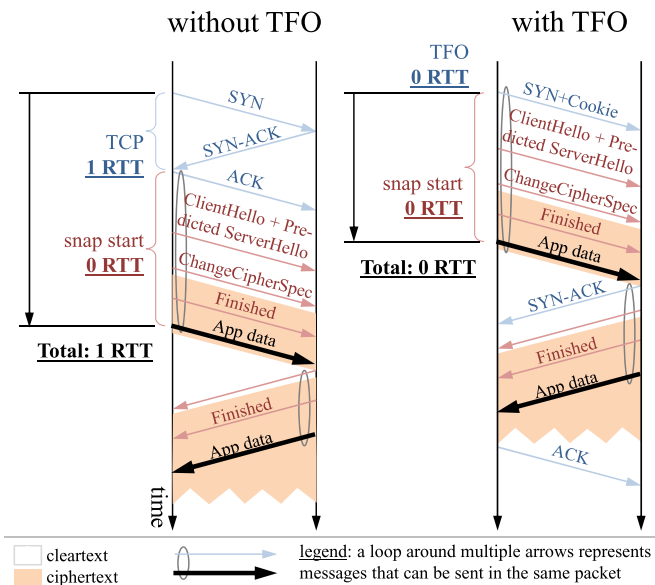 without TFO
with TFO
TFO
0 RTT
SYN
SYN-ACK
TCP
1 RTT
ACK
ClientHello + Pre-
dicted ServerHello
snap start
0 RTT
ChangeCipherSpec
Finished
App data
Total: 1 RTT
Finished
App data
time
SYN+Cookie
ClientHello + Pre-
dicted ServerHello
snap start
0 RTT
ChangeCipherSpec
Finished
App data
Total: 0 RTT
SYN-ACK
Finished
App data
ACK
cleartext
ciphertext
legend: a loop around multiple arrows represents
messages that can be sent in the same packet